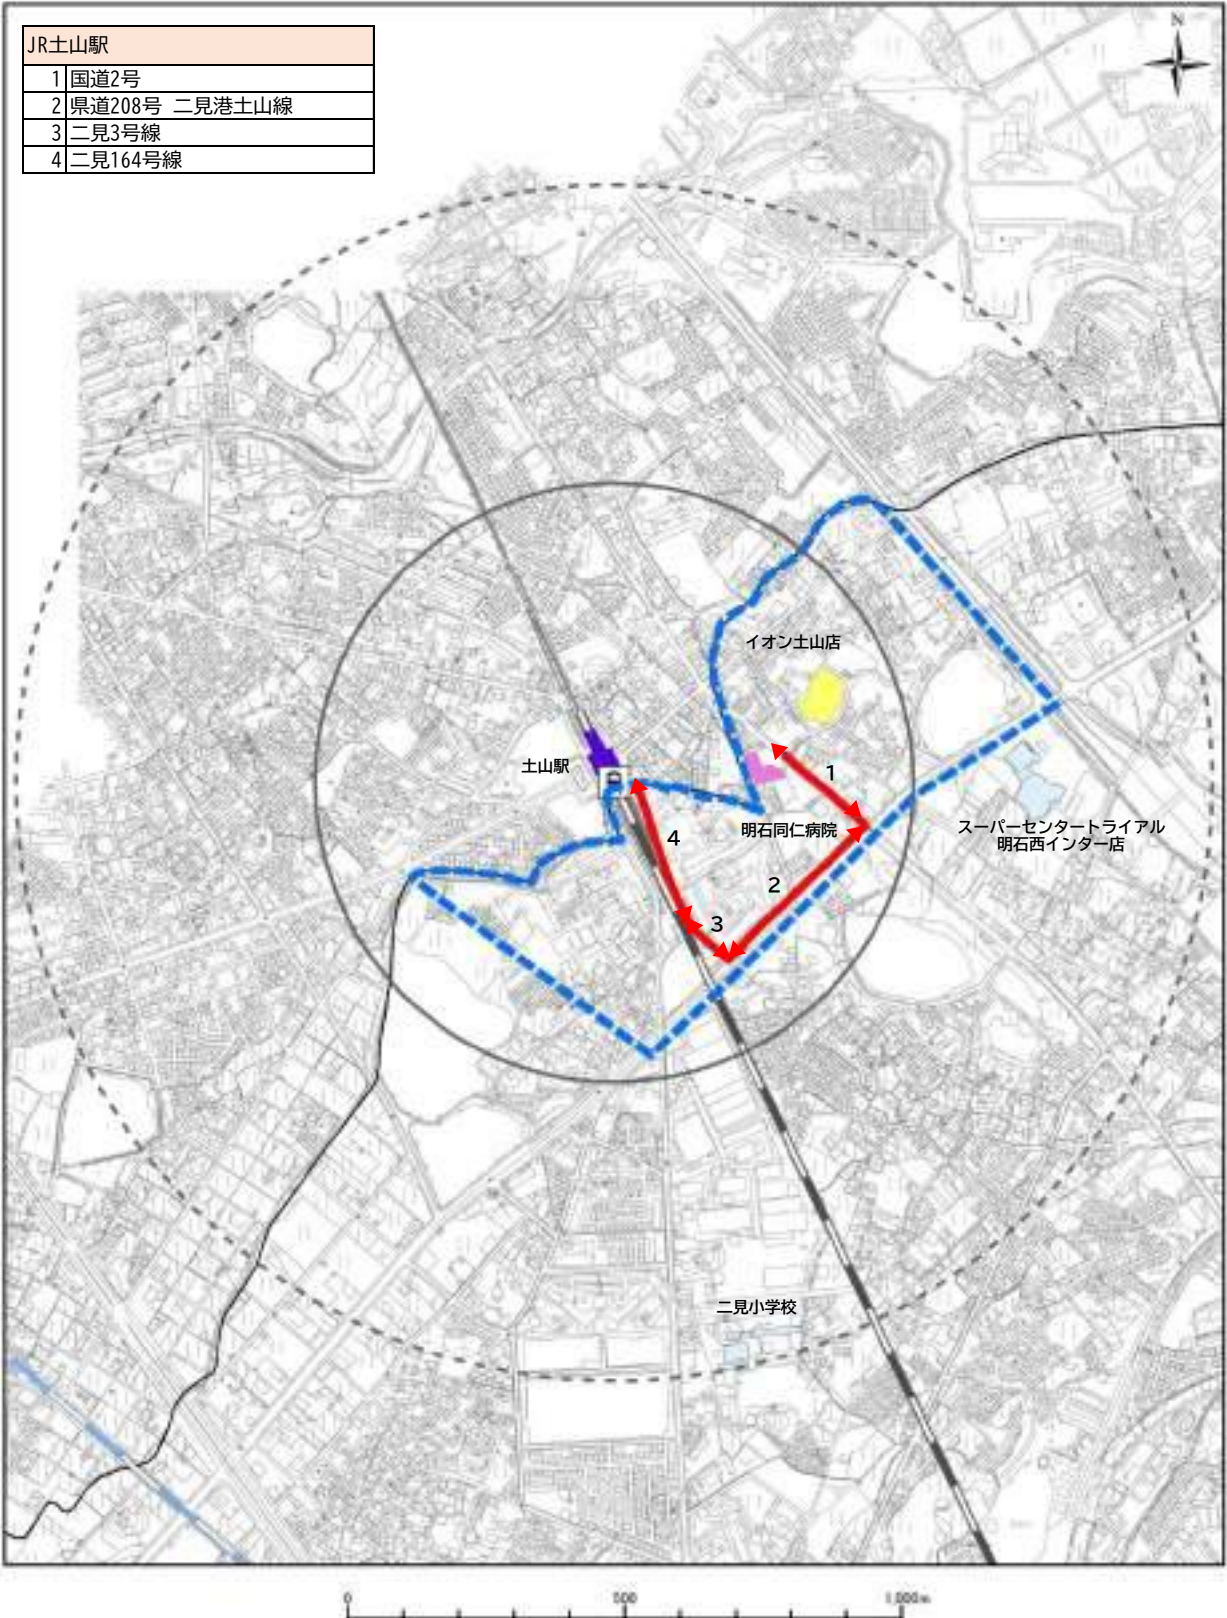 JR土山駅
1 国道2号
2 県道208号 二見港土山線
3 二見3号線
4 二見164号線
N
イオン土山店
土山駅
1
明石同仁病院
スーパーセンタートライアル
明石西インター店
4
2
3
二見小学校
0 500 1,000m